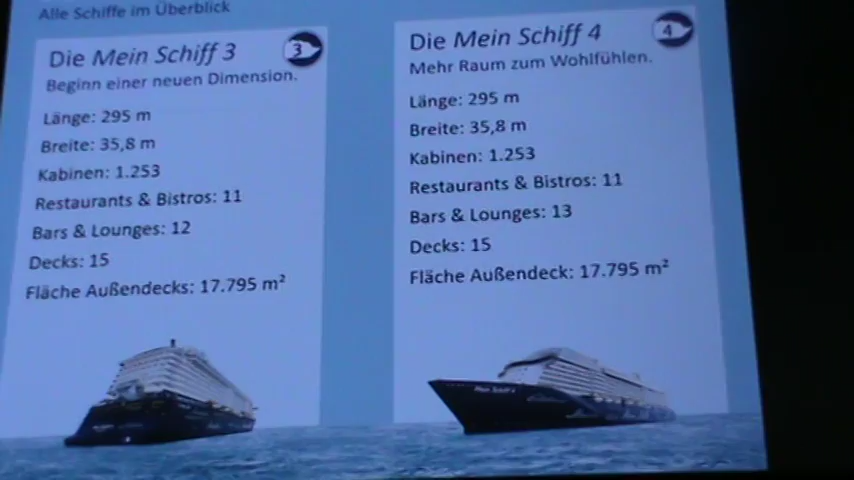 Alle Schiffe im Überblick
Die Mein Schiff 3
3
Beginn einer neuen Dimension.
Länge: 295 m
Breite: 35,8 m
Kabinen: 1.253
Restaurants & Bistros: 11
Bars & Lounges: 12
Decks: 15
Fläche Außendecks: 17.795 m²
Die Mein Schiff 4
4
Mehr Raum zum Wohlfühlen.
Länge: 295 m
Breite: 35,8 m
Kabinen: 1.253
Restaurants & Bistros: 11
Bars & Lounges: 13
Decks: 15
Fläche Außendeck: 17.795 m²
Mein Schiff 4